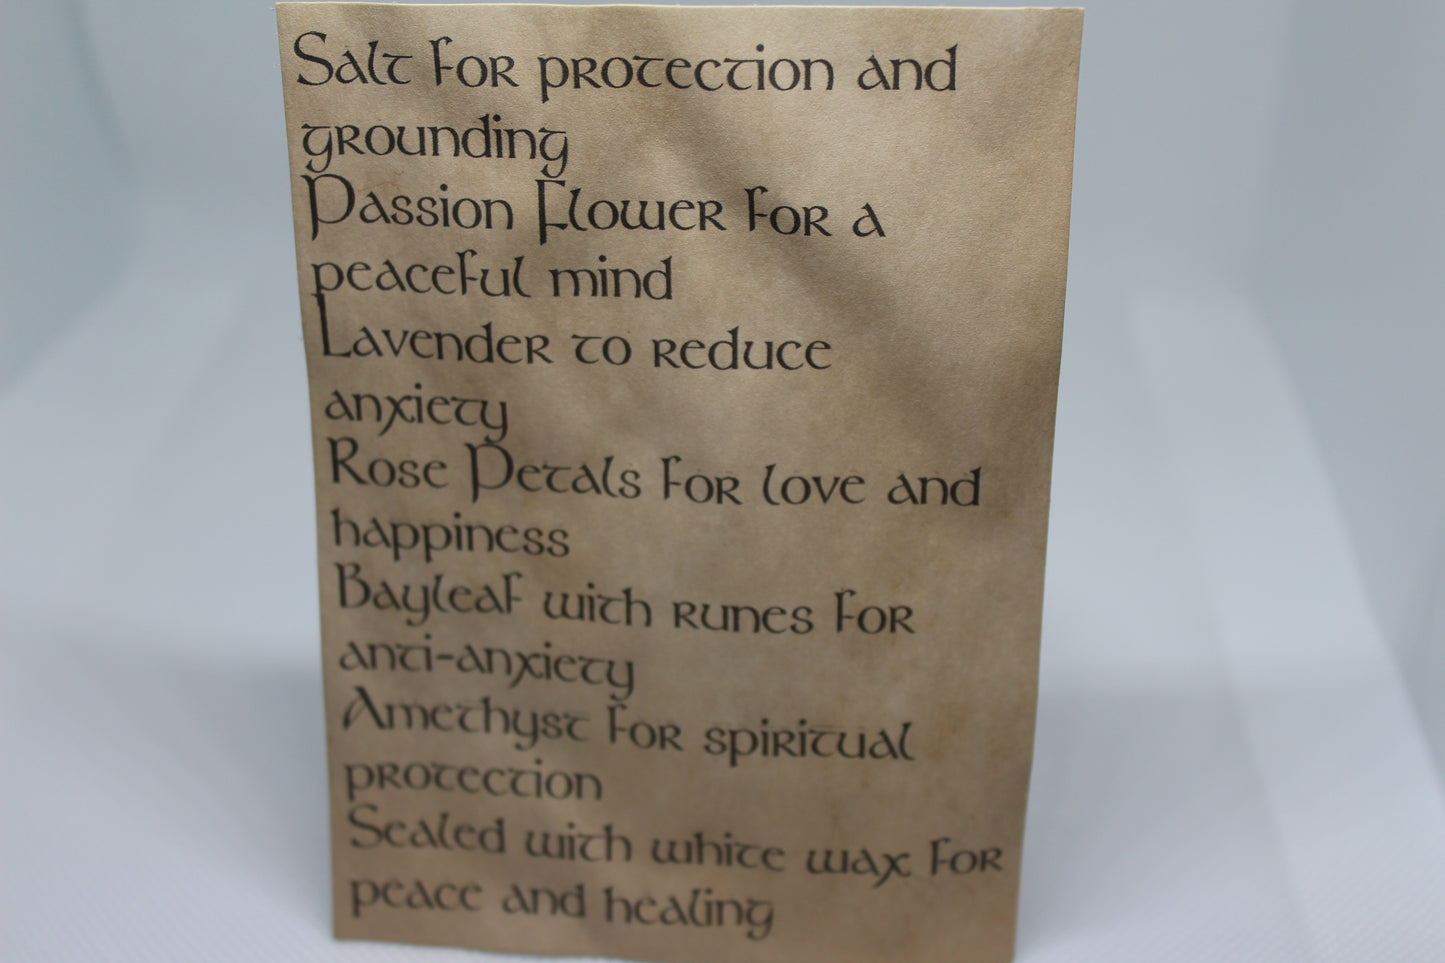 Salt for protection and
grounding
Passion Flower for a
peaceful mind
Lavender to reduce
anxiety
Rose Petals for love and
happiness
Bayleaf with runes for
anti-anxiety
Amethyst for spiritual
protection
Sealed with white wax for
peace and healing